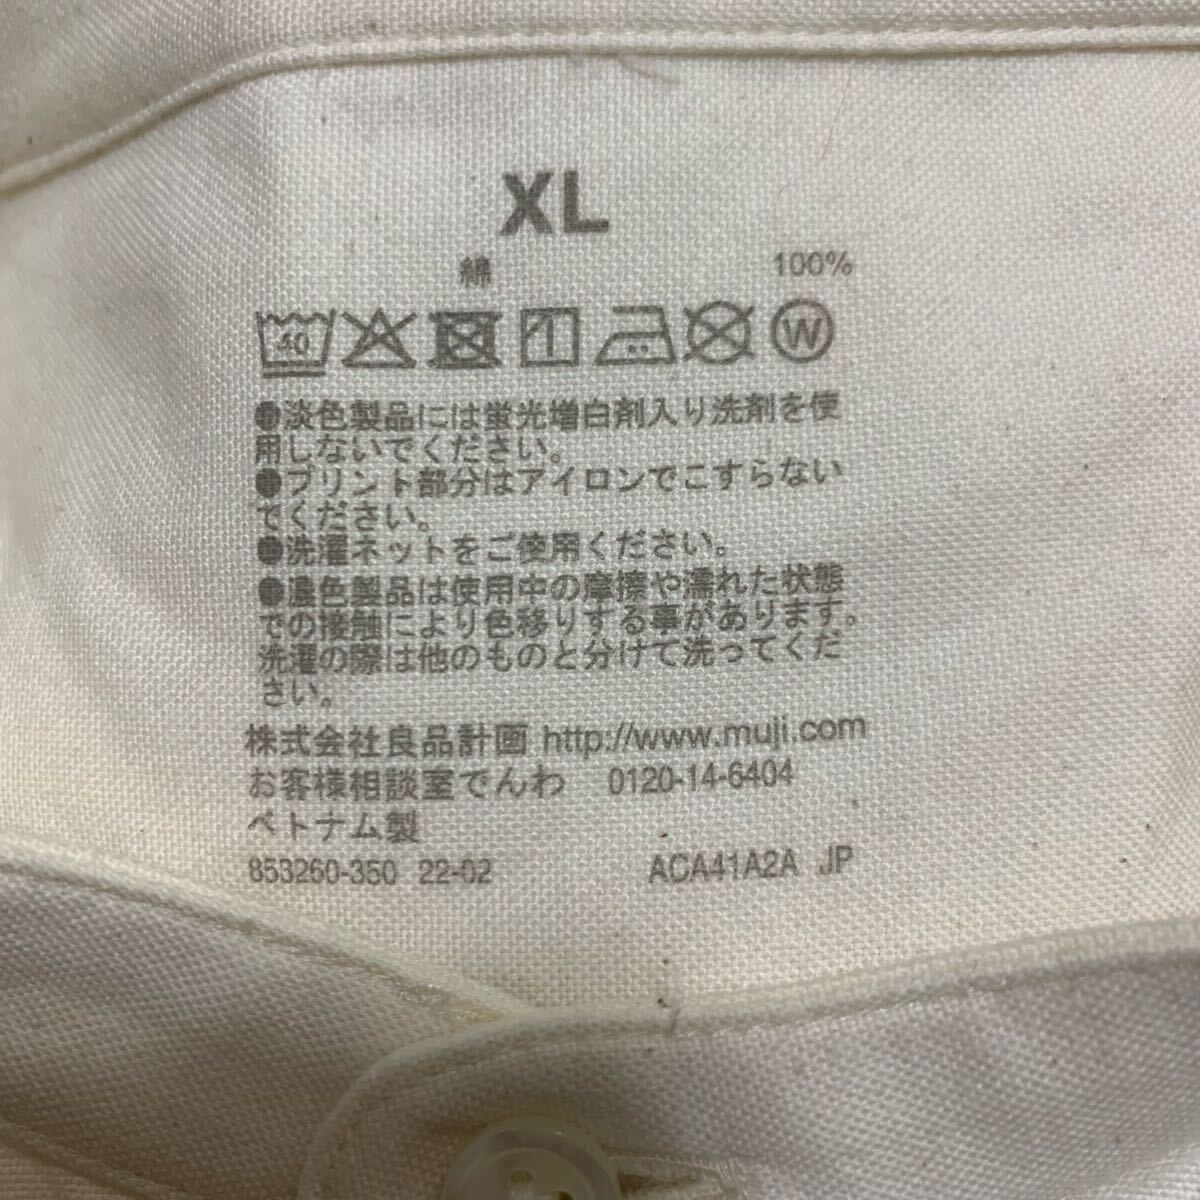 XL
綿 100%
40 W
●淡色製品には蛍光増白剤入り洗剤を使
用しないでください。
●プリント部分はアイロンでこすらない
でください。
●洗濯ネットをご使用ください。
●濃色製品は使用中の摩擦や濡れた状態
での接触により色移りする事があります。
洗濯の際は他のものと分けて洗ってくだ
さい。
株式会社良品計画 http://www.muji.com
お客様相談室でんわ 0120-14-6404
ベトナム製
853260-350 22-02 ACA41A2A JP